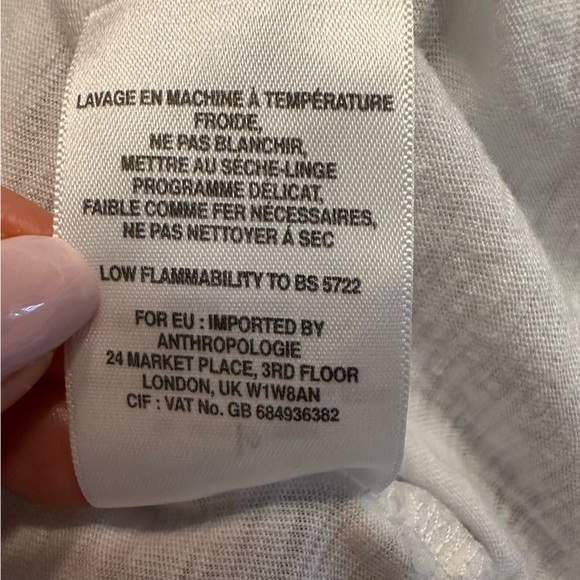 LAVAGE EN MACHINE À TEMPÉRATURE
FROIDE,
NE PAS BLANCHIR,
METTRE AU SÈCHE-LINGE
PROGRAMME DÉLICAT,
FAIBLE COMME FER NÉCESSAIRES,
NE PAS NETTOYER À SEC
LOW FLAMMABILITY TO BS 5722
FOR EU : IMPORTED BY
ANTHROPOLOGIE
24 MARKET PLACE, 3RD FLOOR
LONDON, UK W1W8AN
CIF : VAT No. GB 684936382